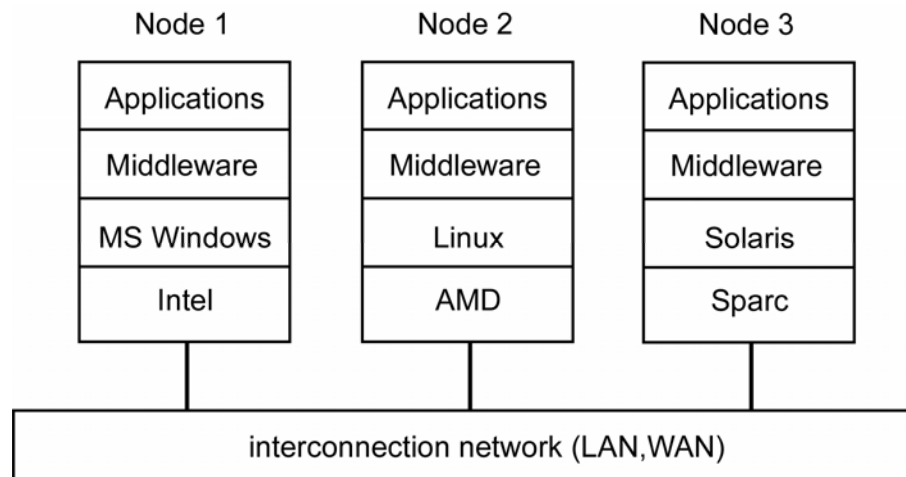 Node 1
Node 2
Node 3
Applications
Applications
Applications
Middleware
Middleware
Middleware
MS Windows
Linux
Solaris
Intel
AMD
Sparc
interconnection network (LAN,WAN)